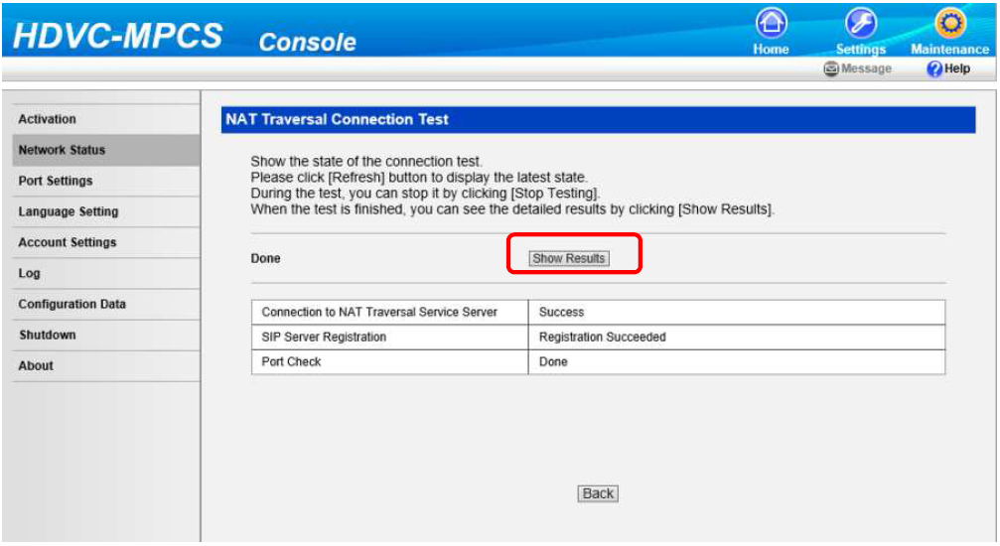 HDVC-MPCS Console
Home
Settings
Maintenance
Message
Help
Activation
Network Status
Port Settings
Language Setting
Account Settings
Log
Configuration Data
Shutdown
About
NAT Traversal Connection Test
Show the state of the connection test.
Please click [Refresh] button to display the latest state.
During the test, you can stop it by clicking [Stop Testing].
When the test is finished, you can see the detailed results by clicking [Show Results].
Done Show Results
Connection to NAT Traversal Service Server Success
SIP Server Registration Registration Succeeded
Port Check Done
Back